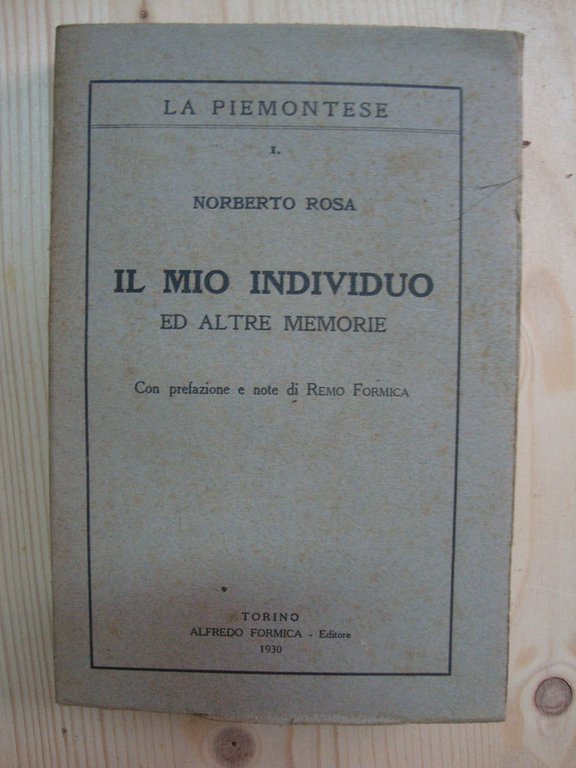 LA PIEMONTESE
I.
NORBERTO ROSA
IL MIO INDIVIDUO
ED ALTRE MEMORIE
Con prefazione e note di REMO FORMICA
TORINO
ALFREDO FORMICA - Editore
1930